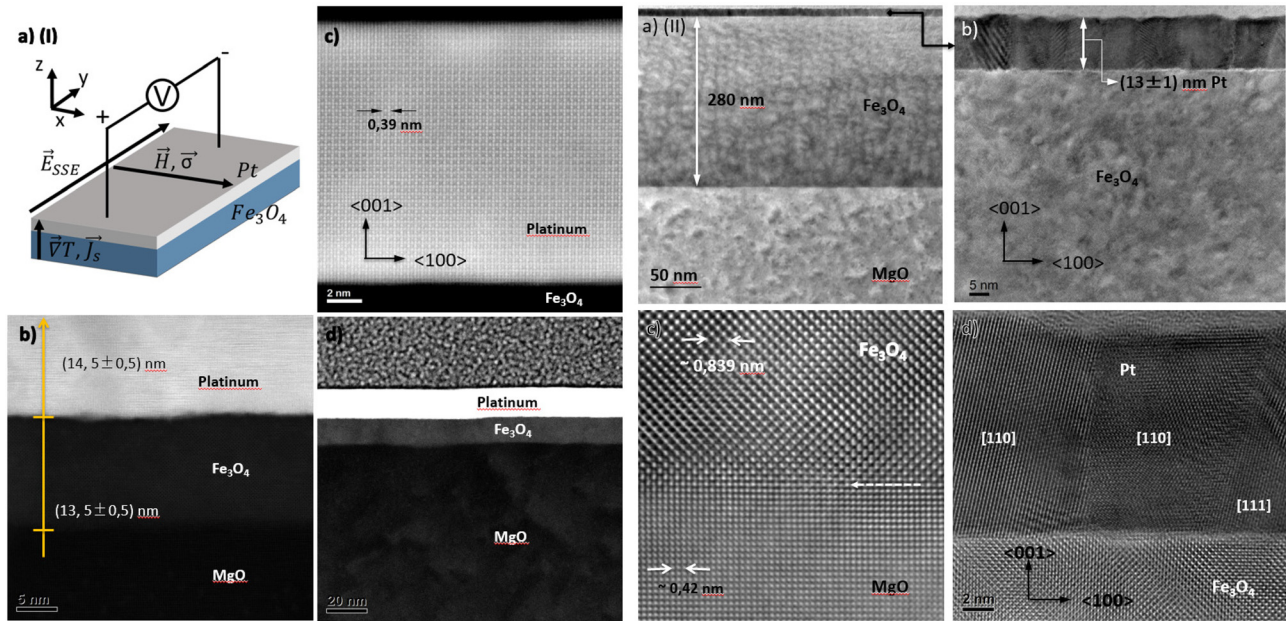 a) (I)
z
y
x
+
V
-
E⃗SSE
H⃗, σ⃗
Pt
Fe3O4
∇⃗T, J⃗s
c)
0,39 nm
<001>
<100>
Platinum
2 nm
Fe3O4
b)
(14, 5±0,5) nm
Platinum
Fe3O4
(13, 5±0,5) nm
MgO
5 nm
d)
Platinum
Fe3O4
MgO
20 nm
a) (II)
280 nm
Fe3O4
50 nm
MgO
b)
(13±1) nm Pt
Fe3O4
<001>
<100>
5 nm
c)
Fe3O4
~ 0,839 nm
~ 0,42 nm
MgO
d)
Pt
[110]
[110]
[111]
<001>
<100>
2 nm
Fe3O4